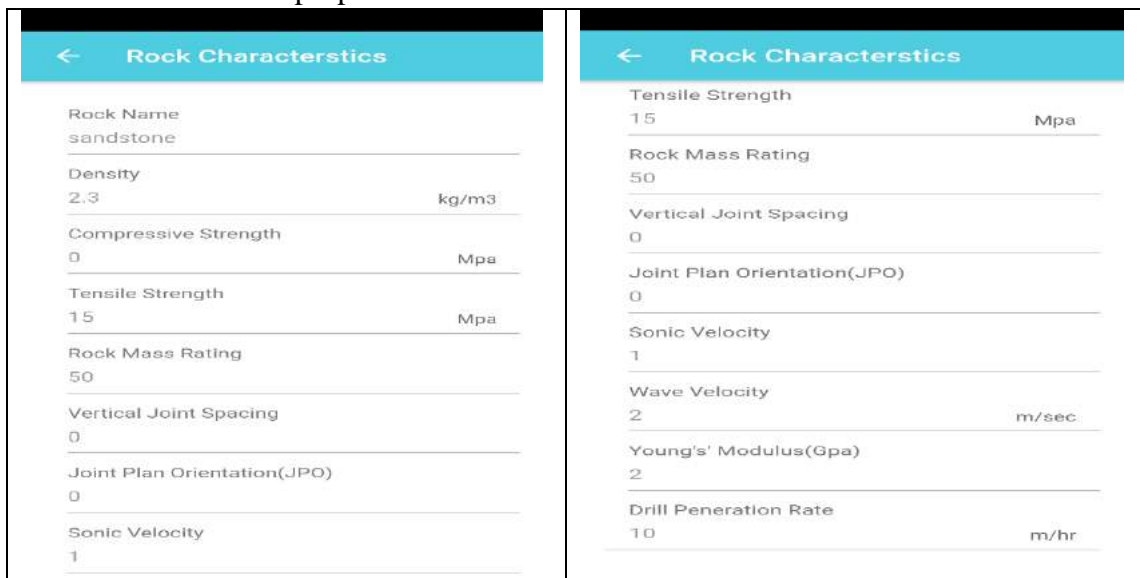 ← Rock Characterstics
Rock Name
sandstone
Density
2.3 kg/m3
Compressive Strength
0 Mpa
Tensile Strength
15 Mpa
Rock Mass Rating
50
Vertical Joint Spacing
0
Joint Plan Orientation(JPO)
0
Sonic Velocity
1
← Rock Characterstics
Tensile Strength
15 Mpa
Rock Mass Rating
50
Vertical Joint Spacing
0
Joint Plan Orientation(JPO)
0
Sonic Velocity
1
Wave Velocity
2 m/sec
Young's' Modulus(Gpa)
2
Drill Peneration Rate
10 m/hr